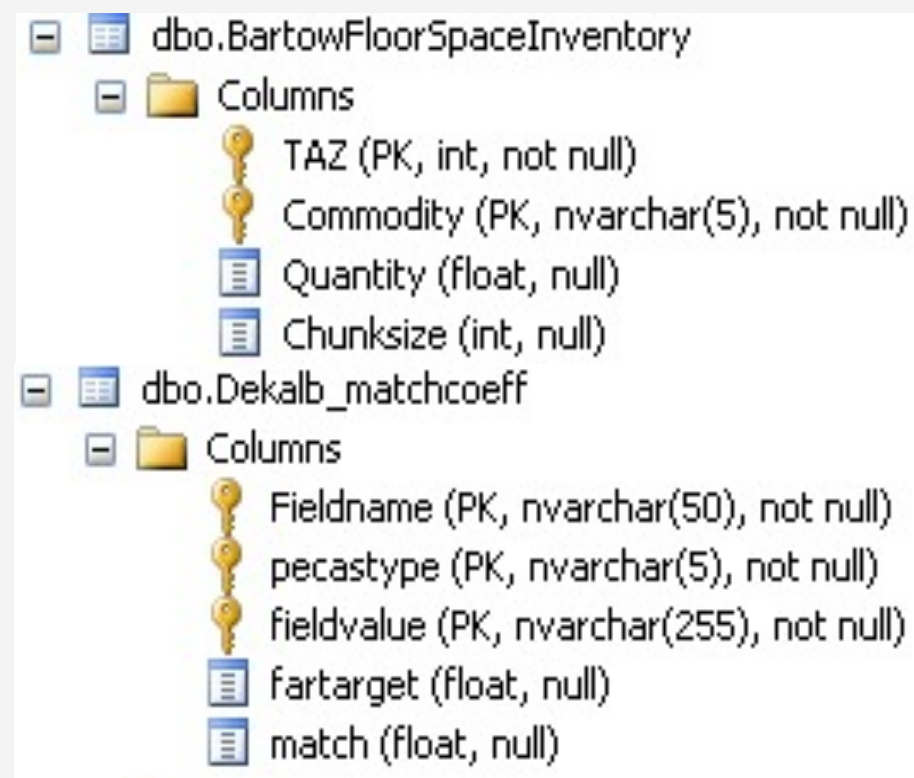 dbo.BartowFloorSpaceInventory
Columns
TAZ (PK, int, not null)
Commodity (PK, nvarchar(5), not null)
Quantity (float, null)
Chunksize (int, null)
dbo.Dekalb_matchcoeff
Columns
Fieldname (PK, nvarchar(50), not null)
pecastype (PK, nvarchar(5), not null)
fieldvalue (PK, nvarchar(255), not null)
fartarget (float, null)
match (float, null)